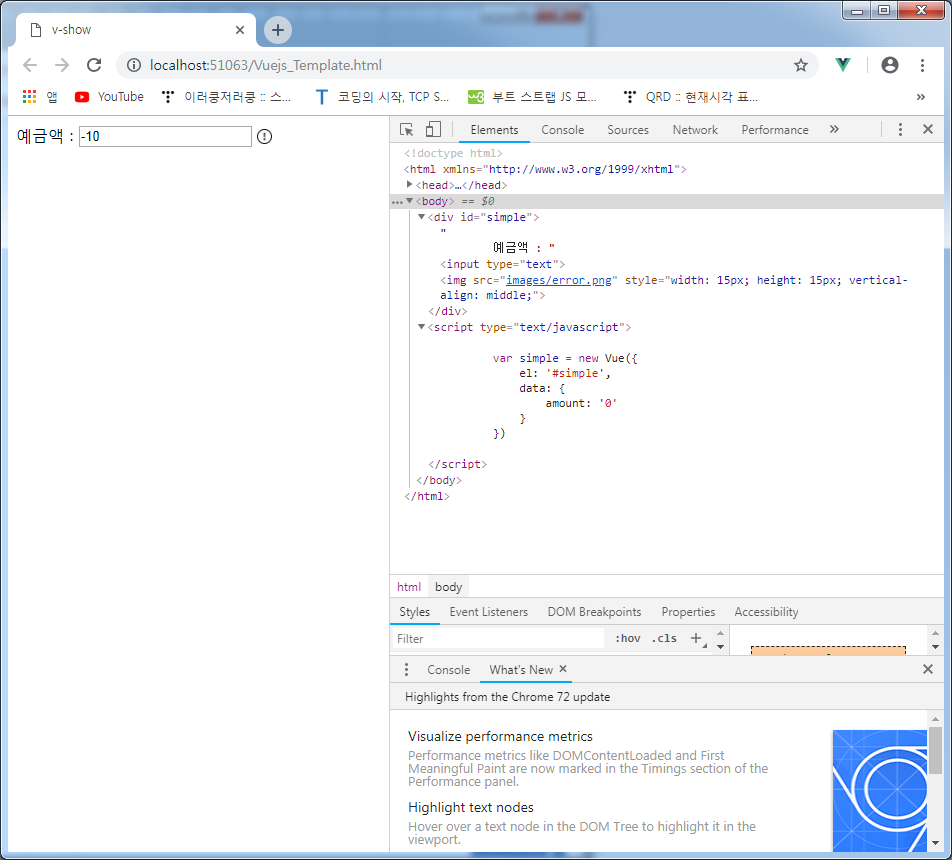 v-show
localhost:51063/Vuejs_Template.html
앱 YouTube 이러쿵저러쿵 :: 스... 코딩의 시작, TCP S... 부트 스트랩 JS 모... QRD :: 현재시각 표... »
예금액 : -10
Elements Console Sources Network Performance »
<!doctype html>
<html xmlns="http://www.w3.org/1999/xhtml">
<head>…</head>
<body> == $0
<div id="simple">
"
예금액 : "
<input type="text">
<img src="images/error.png" style="width: 15px; height: 15px; vertical-
align: middle;">
</div>
<script type="text/javascript">
var simple = new Vue({
el: '#simple',
data: {
amount: '0'
}
})
</script>
</body>
</html>
html body
Styles Event Listeners DOM Breakpoints Properties Accessibility
Filter :hov .cls +
Console What's New
Highlights from the Chrome 72 update
Visualize performance metrics
Performance metrics like DOMContentLoaded and First
Meaningful Paint are now marked in the Timings section of the
Performance panel.
Highlight text nodes
Hover over a text node in the DOM Tree to highlight it in the
viewport.